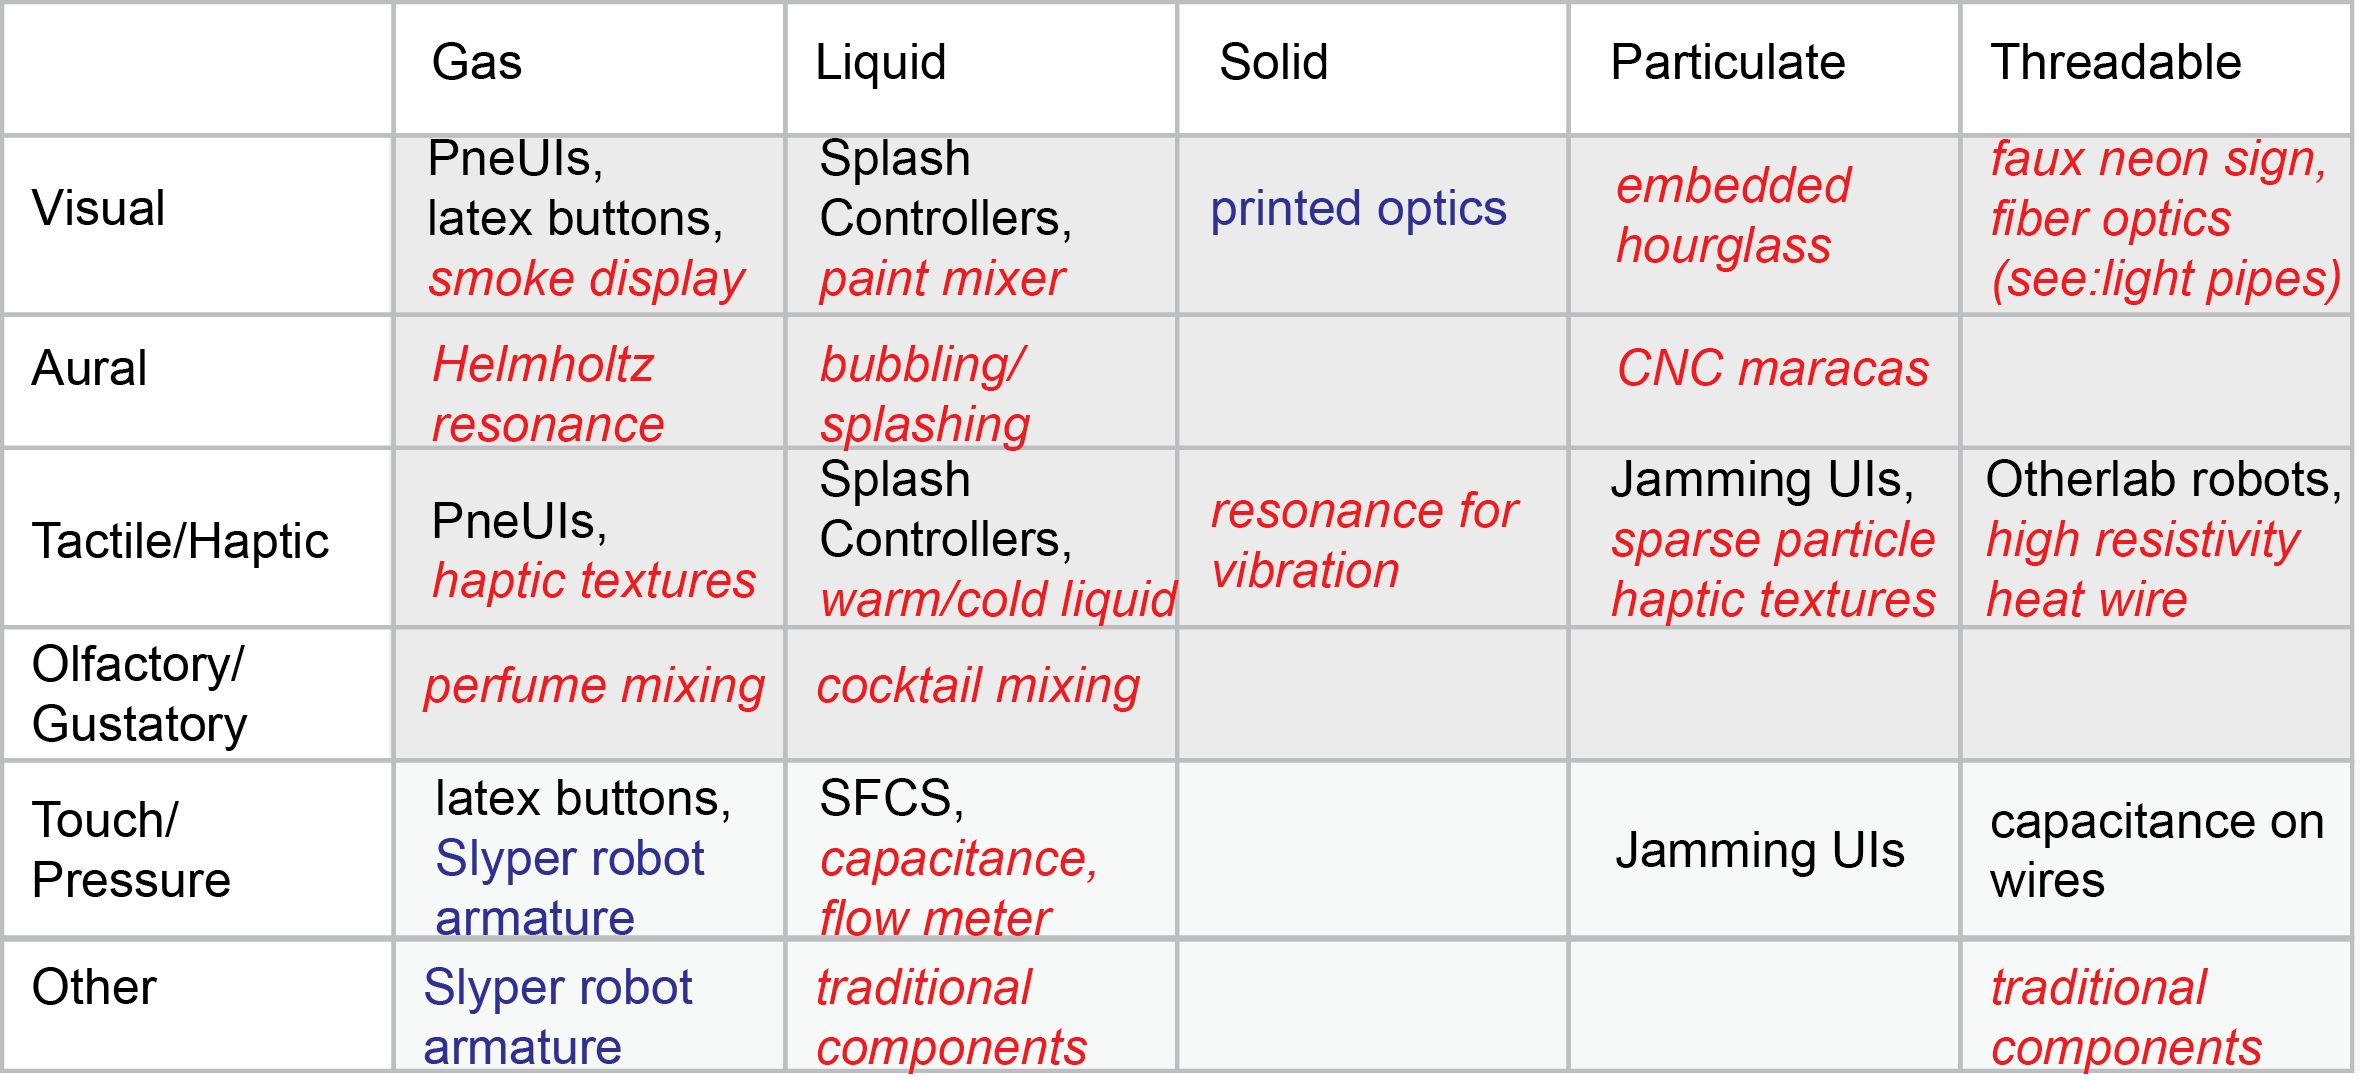 Gas Liquid Solid Particulate Threadable
Visual
PneUIs,
latex buttons,
smoke display
Splash
Controllers,
paint mixer
printed optics
embedded
hourglass
faux neon sign,
fiber optics
(see:light pipes)
Aural
Helmholtz
resonance
bubbling/
splashing
CNC maracas
Tactile/Haptic
PneUIs,
haptic textures
Splash
Controllers,
warm/cold liquid
resonance for
vibration
Jamming UIs,
sparse particle
haptic textures
Otherlab robots,
high resistivity
heat wire
Olfactory/
Gustatory
perfume mixing
cocktail mixing
Touch/
Pressure
latex buttons,
Slyper robot
armature
SFCS,
capacitance,
flow meter
Jamming UIs
capacitance on
wires
Other
Slyper robot
armature
traditional
components
traditional
components